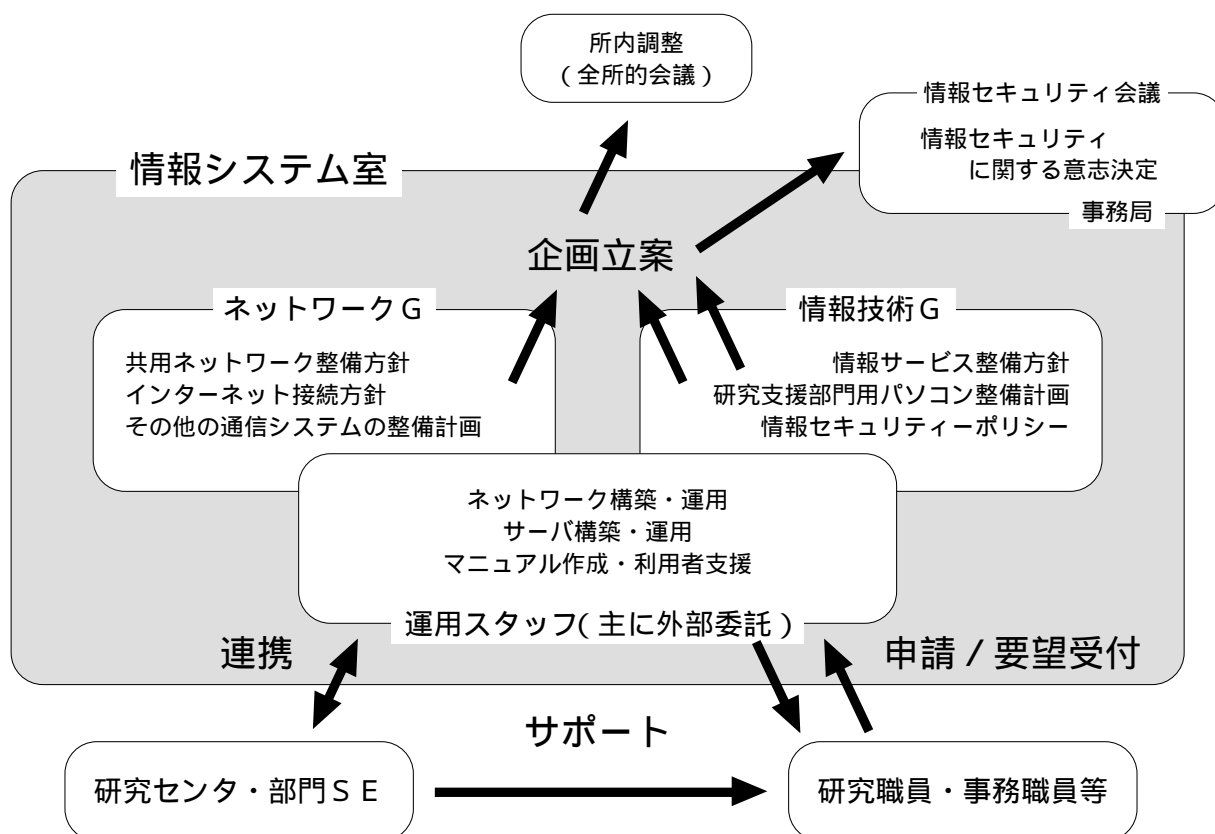 所内調整
(全所的会議)
情報セキュリティ会議
情報セキュリティ
に関する意志決定
事務局
情報システム室
企画立案
ネットワークG
共用ネットワーク整備方針
インターネット接続方針
その他の通信システムの整備計画
情報技術G
情報サービス整備方針
研究支援部門用パソコン整備計画
情報セキュリティーポリシー
ネットワーク構築・運用
サーバ構築・運用
マニュアル作成・利用者支援
運用スタッフ(主に外部委託)
連携
申請/要望受付
サポート
研究センタ・部門SE
研究職員・事務職員等